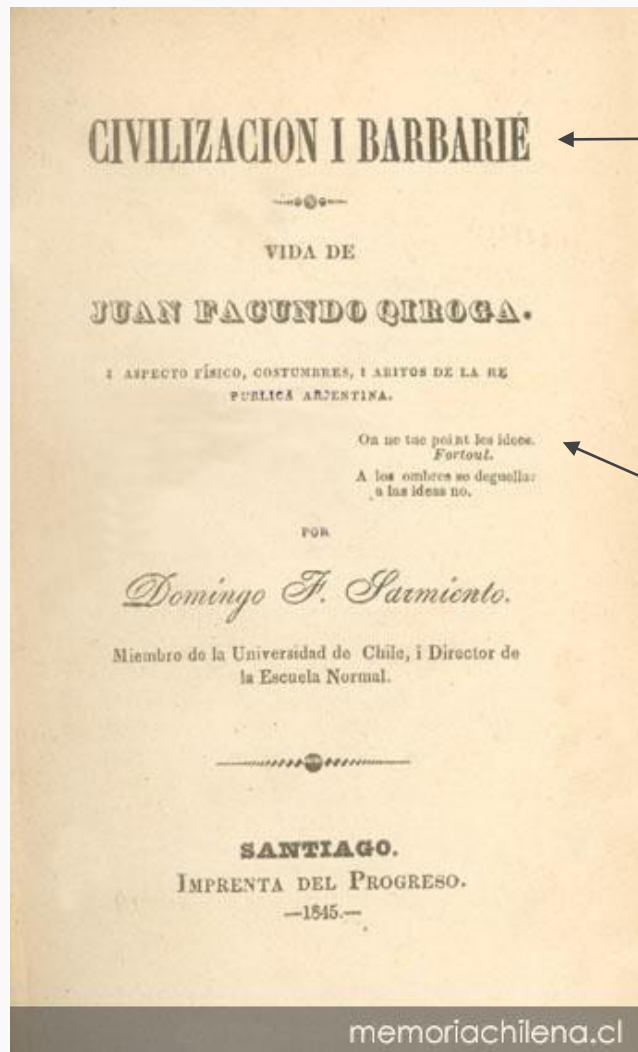 CIVILIZACION I BARBARIÉ
VIDA DE
JUAN FACUNDO QIROGA.
I ASPECTO FÍSICO, COSTUMBRES, I ABITOS DE LA RE
PUBLICA ARJENTINA.
On ne tue point les idees.
Fortoul.
A los ombres se deguella:
a las ideas no.
POR
Domingo F. Sarmiento.
Miembro de la Universidad de Chile, i Director de
la Escuela Normal.
SANTIAGO.
IMPRENTA DEL PROGRESO.
—1845.—
memoriachilena.cl